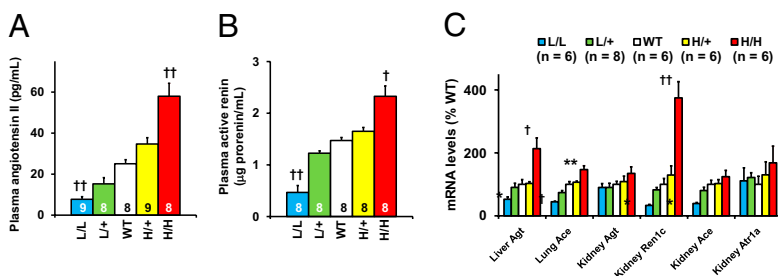 A
Plasma angiotensin II (pg/mL)
60
40
20
0
††
9
8
8
9
8
L/L
L/+
WT
H/+
H/H
B
Plasma active renin
(µg prorenin/mL)
3
2
1
0
††
†
8
8
8
8
8
L/L
L/+
WT
H/+
H/H
C
L/L L/+ WT H/+ H/H
(n = 6) (n = 8) (n = 6) (n = 6) (n = 6)
mRNA levels (% WT)
400
200
0
*
†
†
**
*
††
*
Liver Agt
Lung Ace
Kidney Agt
Kidney Ren1c
Kidney Ace
Kidney Atr1a